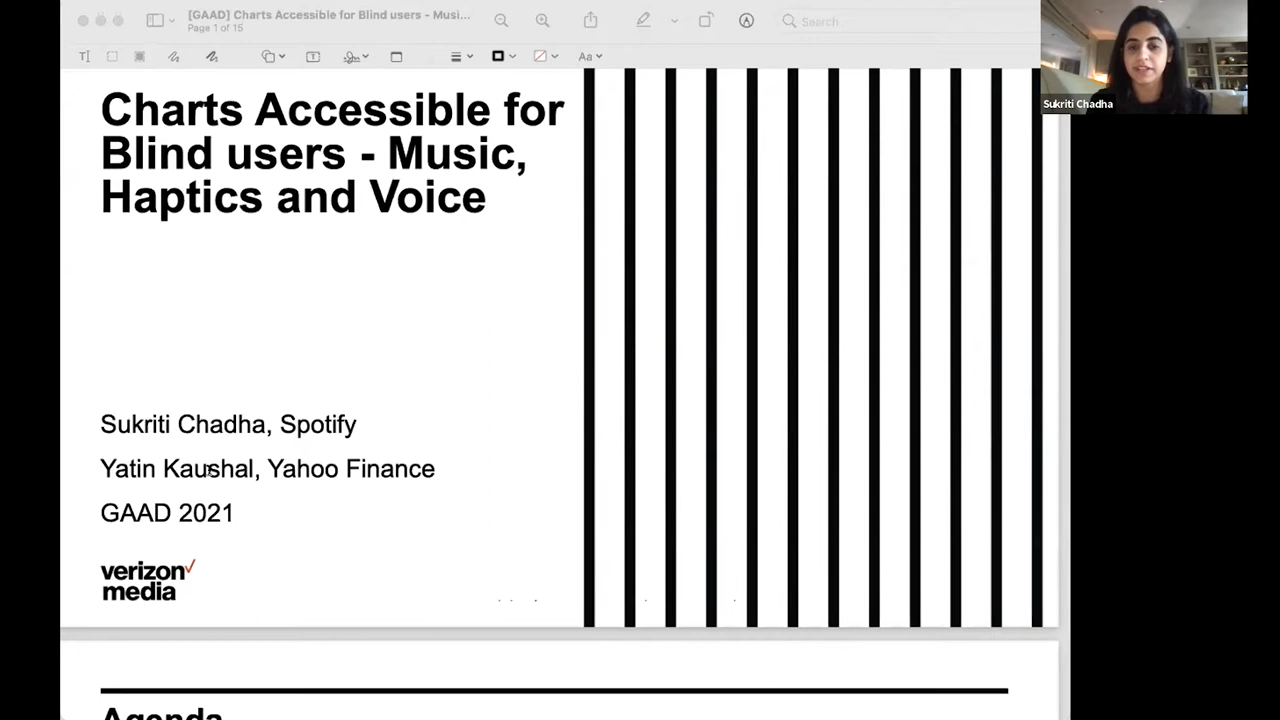 [GAAD] Charts Accessible for Blind users - Musi...
Page 1 of 15
Search...
Aa
Sukriti Chadha
Charts Accessible for
Blind users - Music,
Haptics and Voice
Sukriti Chadha, Spotify
Yatin Kaushal, Yahoo Finance
GAAD 2021
verizon✓
media
Agenda